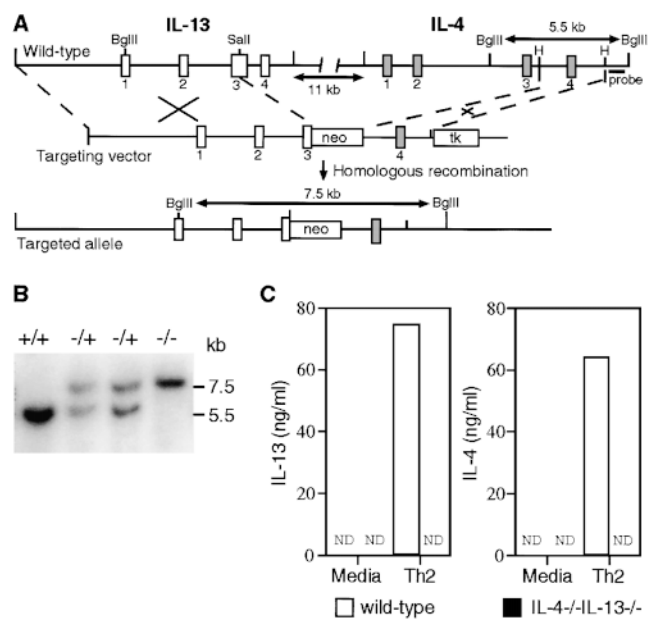 A
IL-13
IL-4
5.5 kb
BglII
SalI
BglII
H
H
BglII
Wild-type
1
2
3
4
11 kb
1
2
3
4
probe
neo
tk
Targeting vector
1
2
3
4
Homologous recombination
7.5 kb
BglII
BglII
neo
Targeted allele
B
+/+ -/+ -/+ -/- kb
7.5
5.5
C
IL-13 (ng/ml)
80
60
40
20
0
ND ND ND
Media Th2
IL-4 (ng/ml)
80
60
40
20
0
ND ND ND
Media Th2
wild-type
IL-4-/-IL-13-/-